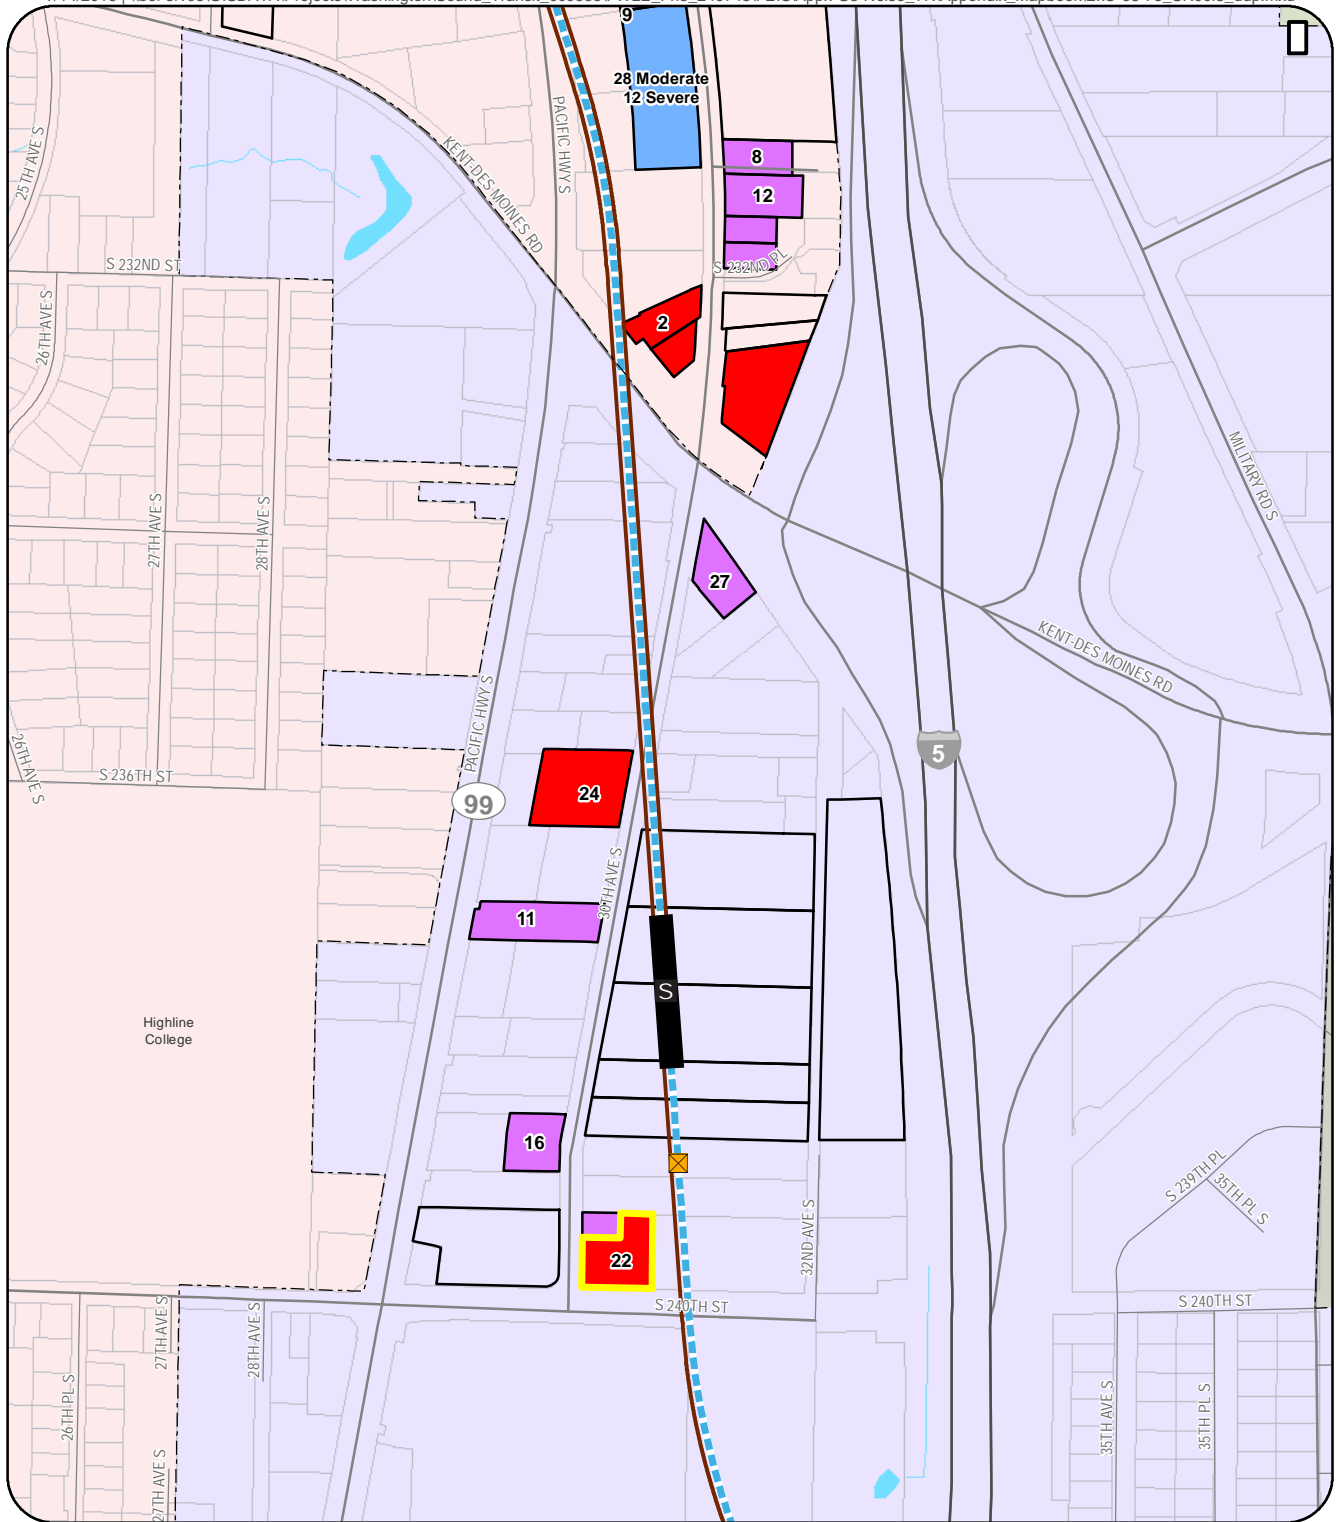 9
28 Moderate
12 Severe
8
12
25TH AVE S
PACIFIC HWY S
KENT-DES MOINES RD
S 232ND ST
S 232ND PL
26TH AVE S
2
27TH AVE S
28TH AVE S
MILITARY RD S
27
KENT-DES MOINES RD
PACIFIC HWY S
26TH AVE S
S 236TH ST
5
24
99
30TH AVE S
11
S
Highline
College
16
S 239TH PL
35TH PL S
32ND AVE S
22
S 240TH ST
S 240TH ST
27TH AVE S
28TH AVE S
26TH PL S
35TH AVE S
35TH PL S
27TH AVE S